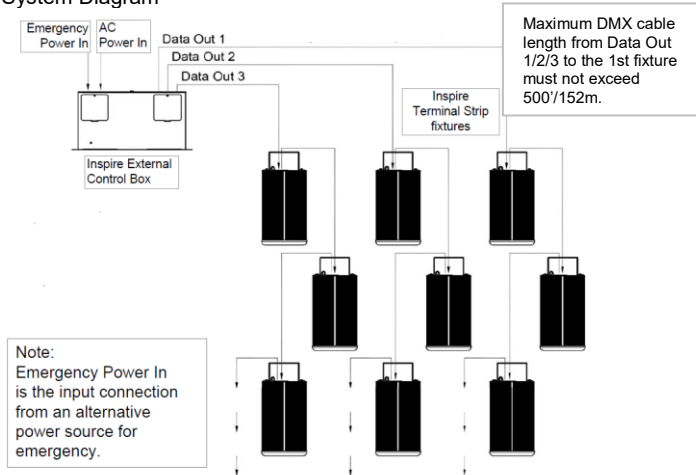 System Diagram
Emergency
Power In
AC
Power In
Data Out 1
Data Out 2
Data Out 3
Maximum DMX cable
length from Data Out
1/2/3 to the 1st fixture
must not exceed
500'/152m.
Inspire
Terminal Strip
fixtures
Inspire External
Control Box
Note:
Emergency Power In
is the input connection
from an alternative
power source for
emergency.